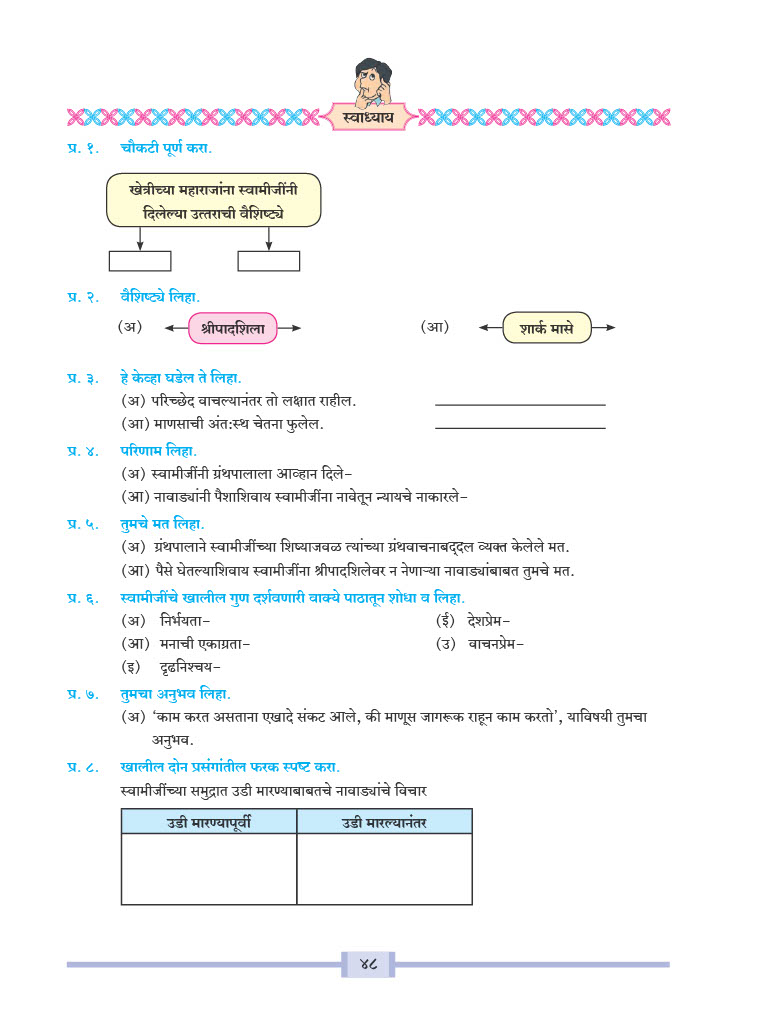 स्वाध्याय
प्र. १. चौकटी पूर्ण करा.
खेत्रीच्या महाराजांना स्वामीजींनी
दिलेल्या उत्तराची वैशिष्ट्ये
प्र. २. वैशिष्ट्ये लिहा.
(अ) श्रीपादशिला (आ) शार्क मासे
प्र. ३. हे केव्हा घडेल ते लिहा.
(अ) परिच्छेद वाचल्यानंतर तो लक्षात राहील.
(आ) माणसाची अंतःस्थ चेतना फुलेल.
प्र. ४. परिणाम लिहा.
(अ) स्वामीजींनी ग्रंथपालाला आव्हान दिले-
(आ) नावाड्यांनी पैशाशिवाय स्वामीजींना नावेतून न्यायचे नाकारले-
प्र. ५. तुमचे मत लिहा.
(अ) ग्रंथपालाने स्वामीजींच्या शिष्याजवळ त्यांच्या ग्रंथवाचनाबद्दल व्यक्त केलेले मत.
(आ) पैसे घेतल्याशिवाय स्वामीजींना श्रीपादशिलेवर न नेणाऱ्या नावाड्यांबाबत तुमचे मत.
प्र. ६. स्वामीजींचे खालील गुण दर्शवणारी वाक्ये पाठातून शोधा व लिहा.
(अ) निर्भयता- (ई) देशप्रेम-
(आ) मनाची एकाग्रता- (उ) वाचनप्रेम-
(इ) दृढनिश्चय-
प्र. ७. तुमचा अनुभव लिहा.
(अ) ‘काम करत असताना एखादे संकट आले, की माणूस जागरूक राहून काम करतो’, याविषयी तुमचा
अनुभव.
प्र. ८. खालील दोन प्रसंगांतील फरक स्पष्ट करा.
स्वामीजींच्या समुद्रात उडी मारण्याबाबतचे नावाड्यांचे विचार
उडी मारण्यापूर्वी उडी मारल्यानंतर
४८